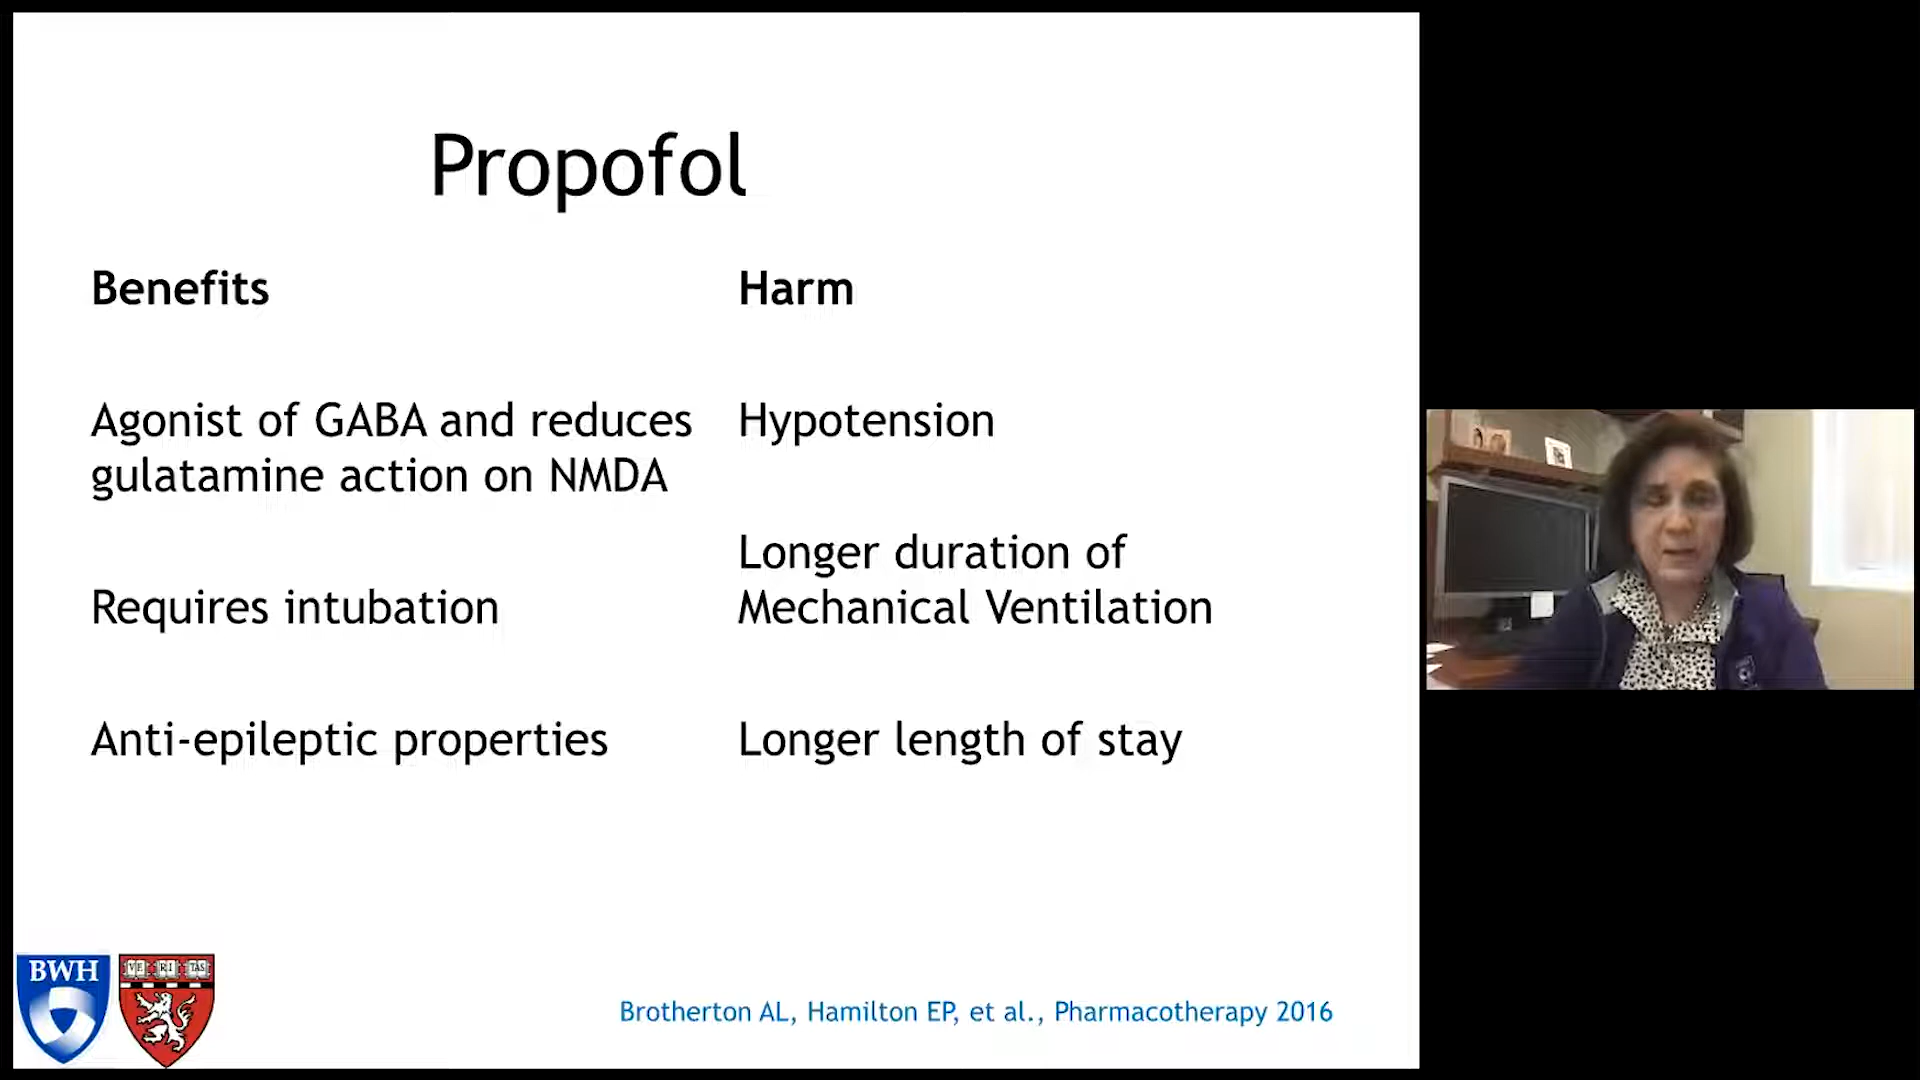 Propofol
Benefits
Agonist of GABA and reduces
gulatamine action on NMDA
Requires intubation
Anti-epileptic properties
Harm
Hypotension
Longer duration of
Mechanical Ventilation
Longer length of stay
BWH
VE RI TAS
Brotherton AL, Hamilton EP, et al., Pharmacotherapy 2016